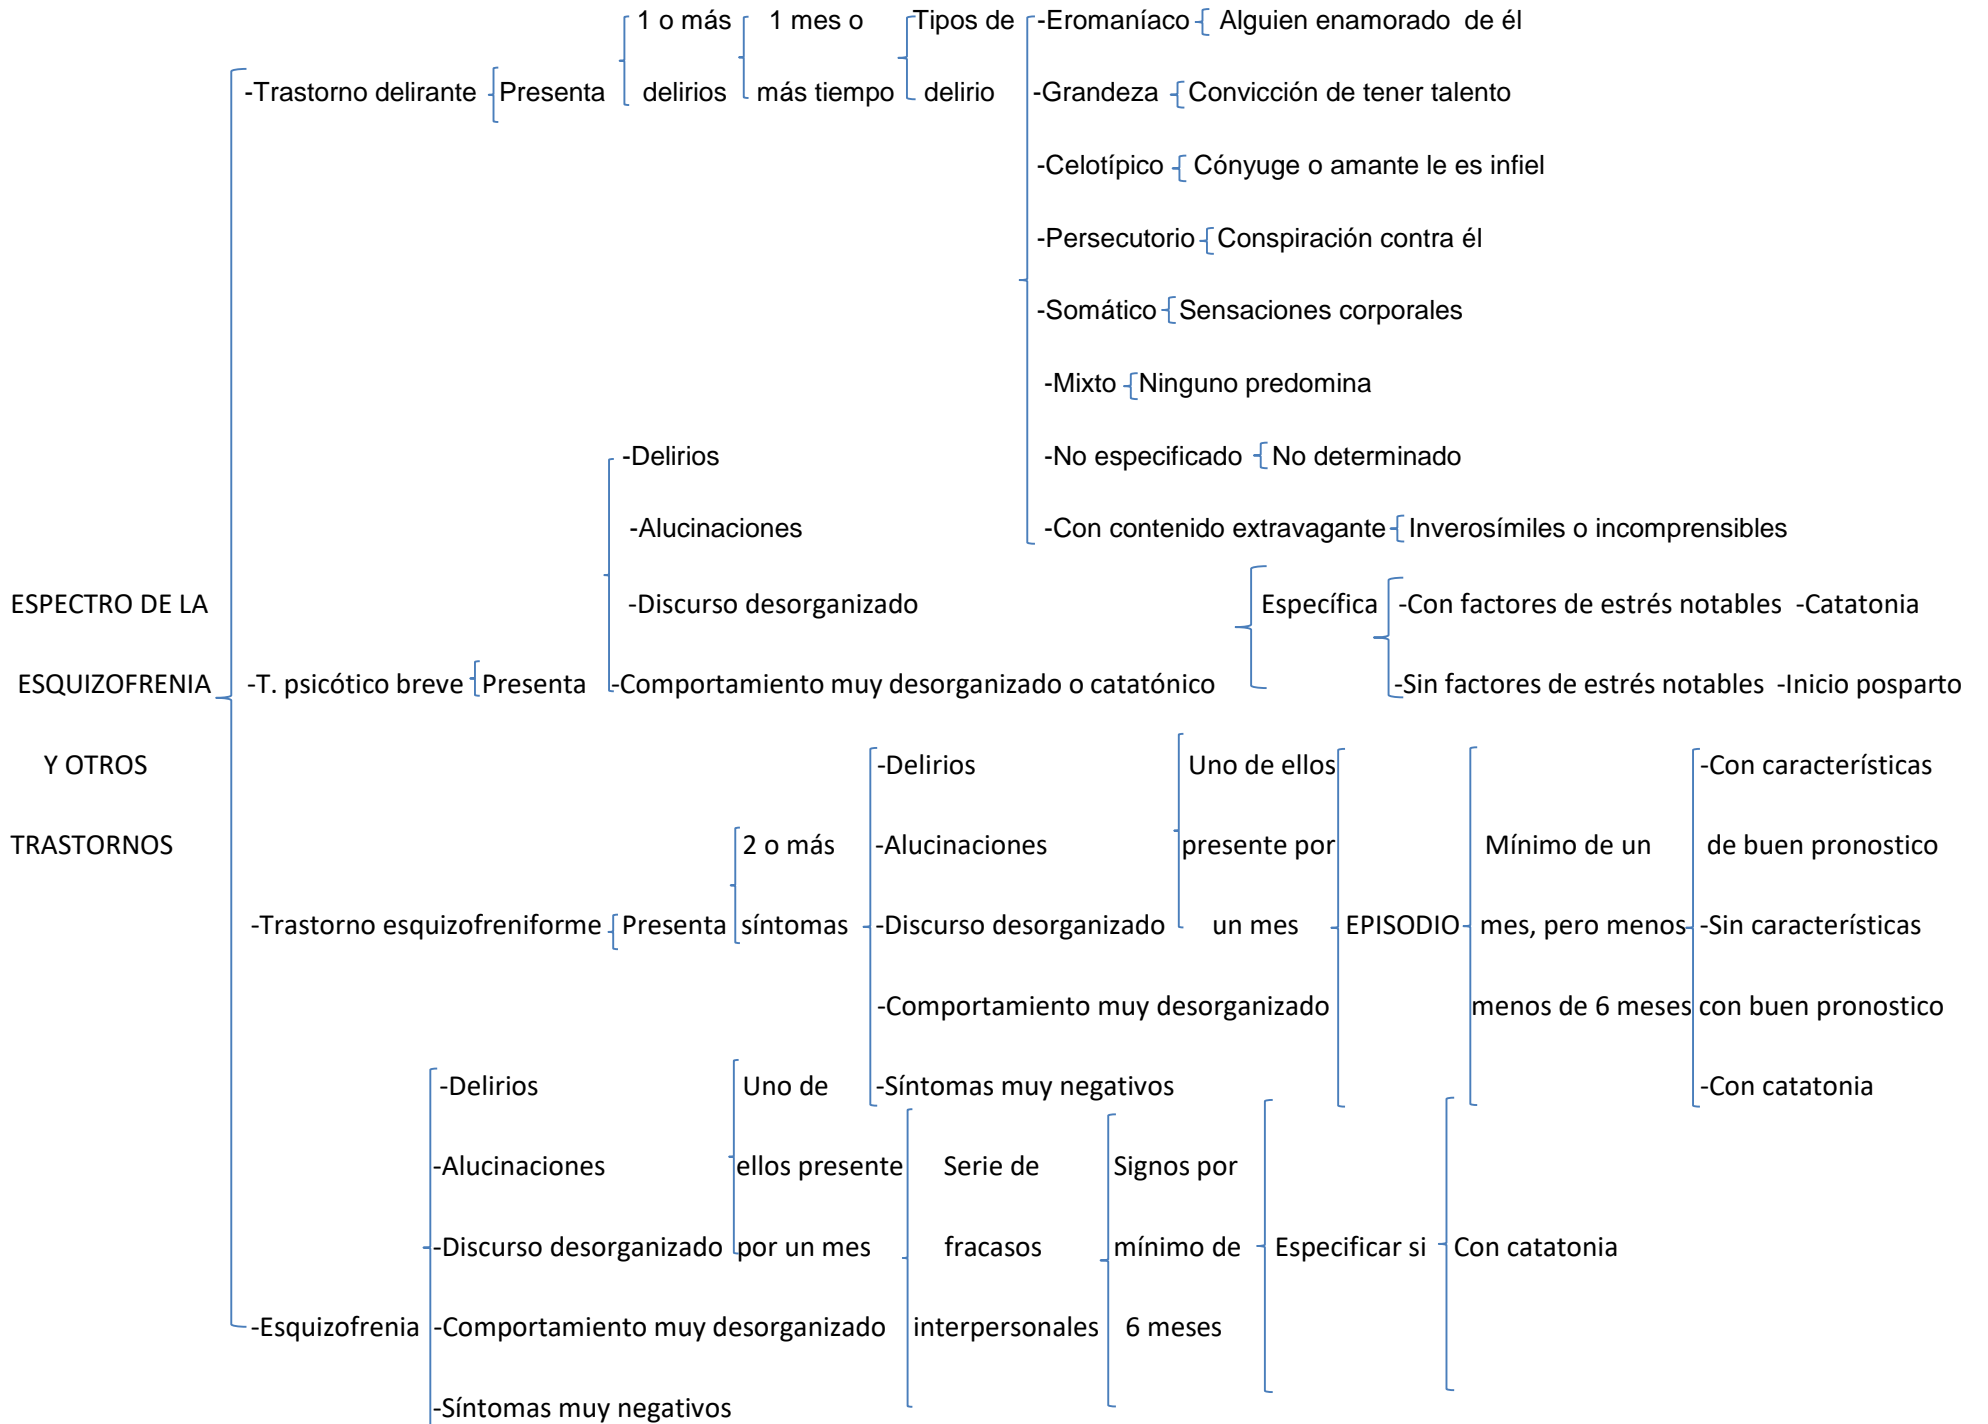 1 o más 1 mes o Tipos de -Eromaníaco Alguien enamorado de él
-Trastorno delirante Presenta delirios más tiempo delirio -Grandeza Convicción de tener talento
-Celotípico Cónyuge o amante le es infiel
-Persecutorio Conspiración contra él
-Somático Sensaciones corporales
-Mixto Ninguno predomina
-Delirios -No especificado No determinado
-Alucinaciones -Con contenido extravagante Inverosímiles o incomprensibles
ESPECTRO DE LA -Discurso desorganizado Específica -Con factores de estrés notables -Catatonia
ESQUIZOFRENIA -T. psicótico breve Presenta -Comportamiento muy desorganizado o catatónico -Sin factores de estrés notables -Inicio posparto
Y OTROS -Delirios Uno de ellos -Con características
TRASTORNOS 2 o más -Alucinaciones presente por Mínimo de un de buen pronostico
-Trastorno esquizofreniforme Presenta síntomas -Discurso desorganizado un mes EPISODIO mes, pero menos -Sin características
-Comportamiento muy desorganizado menos de 6 meses con buen pronostico
-Delirios Uno de -Síntomas muy negativos -Con catatonia
-Alucinaciones ellos presente Serie de Signos por
-Discurso desorganizado por un mes fracasos mínimo de Especificar si Con catatonia
-Esquizofrenia -Comportamiento muy desorganizado interpersonales 6 meses
-Síntomas muy negativos